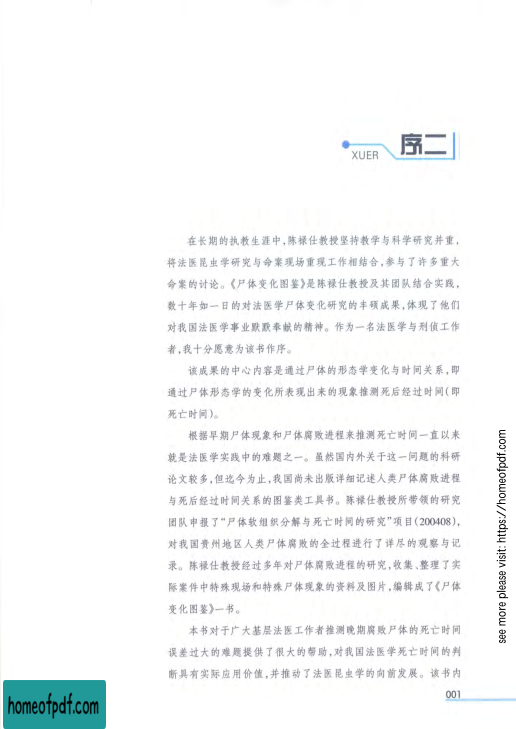 序二
XUER
在长期的执教生涯中,陈禄仕教授坚持教学与科学研究并重,
将法医昆虫学研究与命案现场重现工作相结合,参与了许多重大
命案的讨论。《尸体变化图鉴》是陈禄仕教授及其团队结合实践,
数十年如一日的对法医学尸体变化研究的丰硕成果,体现了他们
对我国法医学事业默默奉献的精神。作为一名法医学与刑侦工作
者,我十分愿意为该书作序。
该成果的中心内容是通过尸体的形态学变化与时间关系,即
通过尸体形态学的变化所表现出来的现象推测死后经过时间(即
死亡时间)。
根据早期尸体现象和尸体腐败进程来推测死亡时间一直以来
就是法医学实践中的难题之一。虽然国内外关于这一问题的科研
论文较多,但迄今为止,我国尚未出版详细记述人类尸体腐败进程
与死后经过时间关系的图鉴类工具书。陈禄仕教授所带领的研究
团队申报了“尸体软组织分解与死亡时间的研究”项目(200408),
对我国贵州地区人类尸体腐败的全过程进行了详尽的观察与记
录。陈禄仕教授经过多年对尸体腐败进程的研究,收集、整理了实
际案件中特殊现场和特殊尸体现象的资料及图片,编辑成了《尸体
变化图鉴》一书。
本书对于广大基层法医工作者推测晚期腐败尸体的死亡时间
误差过大的难题提供了很大的帮助,对我国法医学死亡时间的判
断具有实际应用价值,并推动了法医昆虫学的向前发展。该书内
001
see more please visit: https://homeofpdf.com
homeofpdf.com